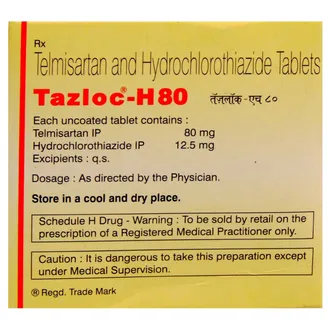 Rx
Telmisartan and Hydrochlorothiazide Tablets
Tazloc®-H80 तॅज़लॉक-एच ८०
Each uncoated tablet contains :
Telmisartan IP 80 mg
Hydrochlorothiazide IP 12.5 mg
Excipients : q.s.
Dosage : As directed by the Physician.
Store in a cool and dry place.
Schedule H Drug - Warning : To be sold by retail on the
prescription of a Registered Medical Practitioner only.
Caution : It is dangerous to take this preparation except
under Medical Supervision.
® Regd. Trade Mark